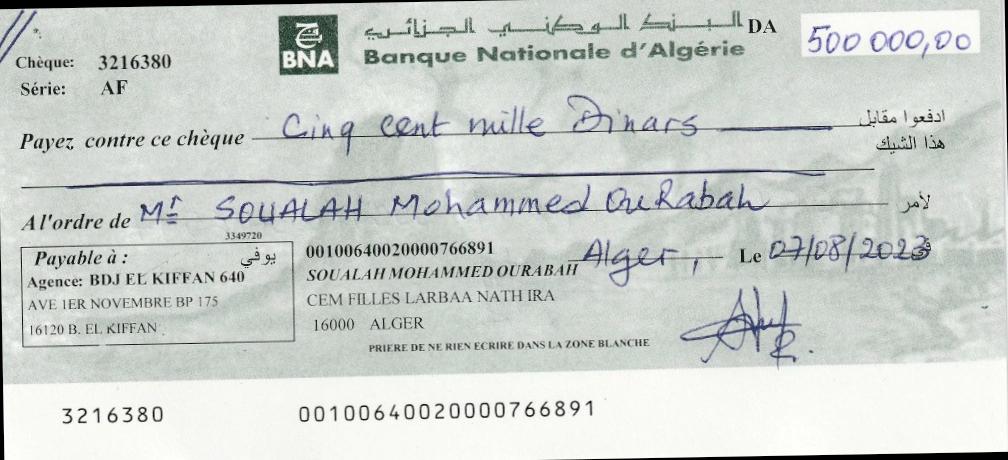 البنك الوطني الجزائري
BNA
Banque Nationale d'Algérie
DA 500 000,00
Chèque: 3216380
Série: AF
Payez contre ce chèque Cinq cent mille Dinars ادفعوا مقابل
هذا الشيك
A l'ordre de Mr SOUALAH Mohammed OuRabah لأمر
3349720
Payable à : يوفي
Agence: BDJ EL KIFFAN 640
AVE 1ER NOVEMBRE BP 175
16120 B. EL KIFFAN
00100640020000766891
SOUALAH MOHAMMED OURABAH
CEM FILLES LARBAA NATH IRA
16000 ALGER
Alger, Le 07/08/2023 في
PRIERE DE NE RIEN ECRIRE DANS LA ZONE BLANCHE
3216380 00100640020000766891